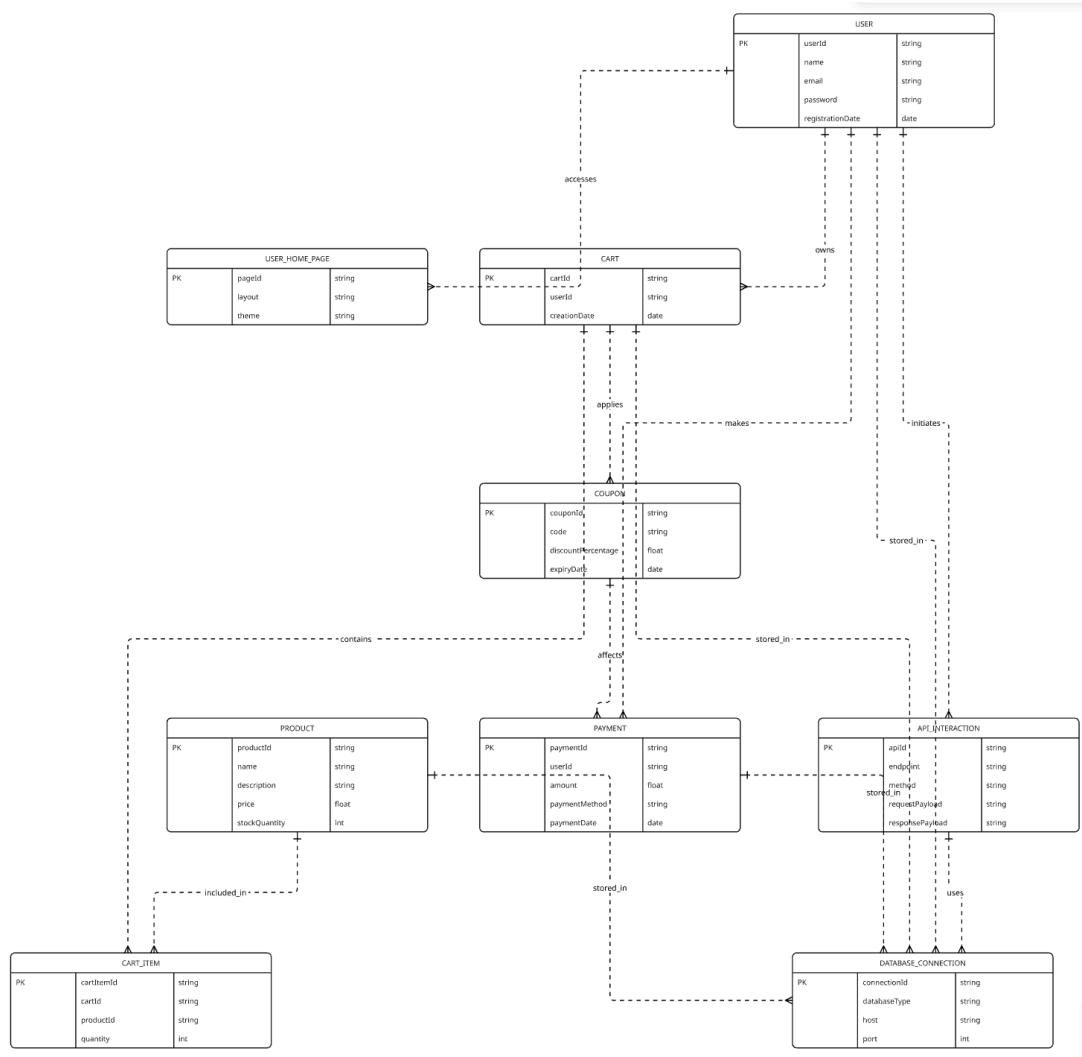 USER
PK userId string
name string
email string
password string
registrationDate date
accesses
owns
USER_HOME_PAGE
PK pageId string
layout string
theme string
CART
PK cartId string
userId string
creationDate date
applies
makes
initiates
COUPON
PK couponId string
code string
discountPercentage float
expiryDate date
stored_in
contains
stored_in
affects
PRODUCT
PK productId string
name string
description string
price float
stockQuantity int
PAYMENT
PK paymentId string
userId string
amount float
paymentMethod string
paymentDate date
API_INTERACTION
PK apiId string
endpoint string
method string
requestPayload string
responsePayload string
stored_in
included_in
stored_in
uses
CART_ITEM
PK cartItemId string
cartId string
productId string
quantity int
DATABASE_CONNECTION
PK connectionId string
databaseType string
host string
port int